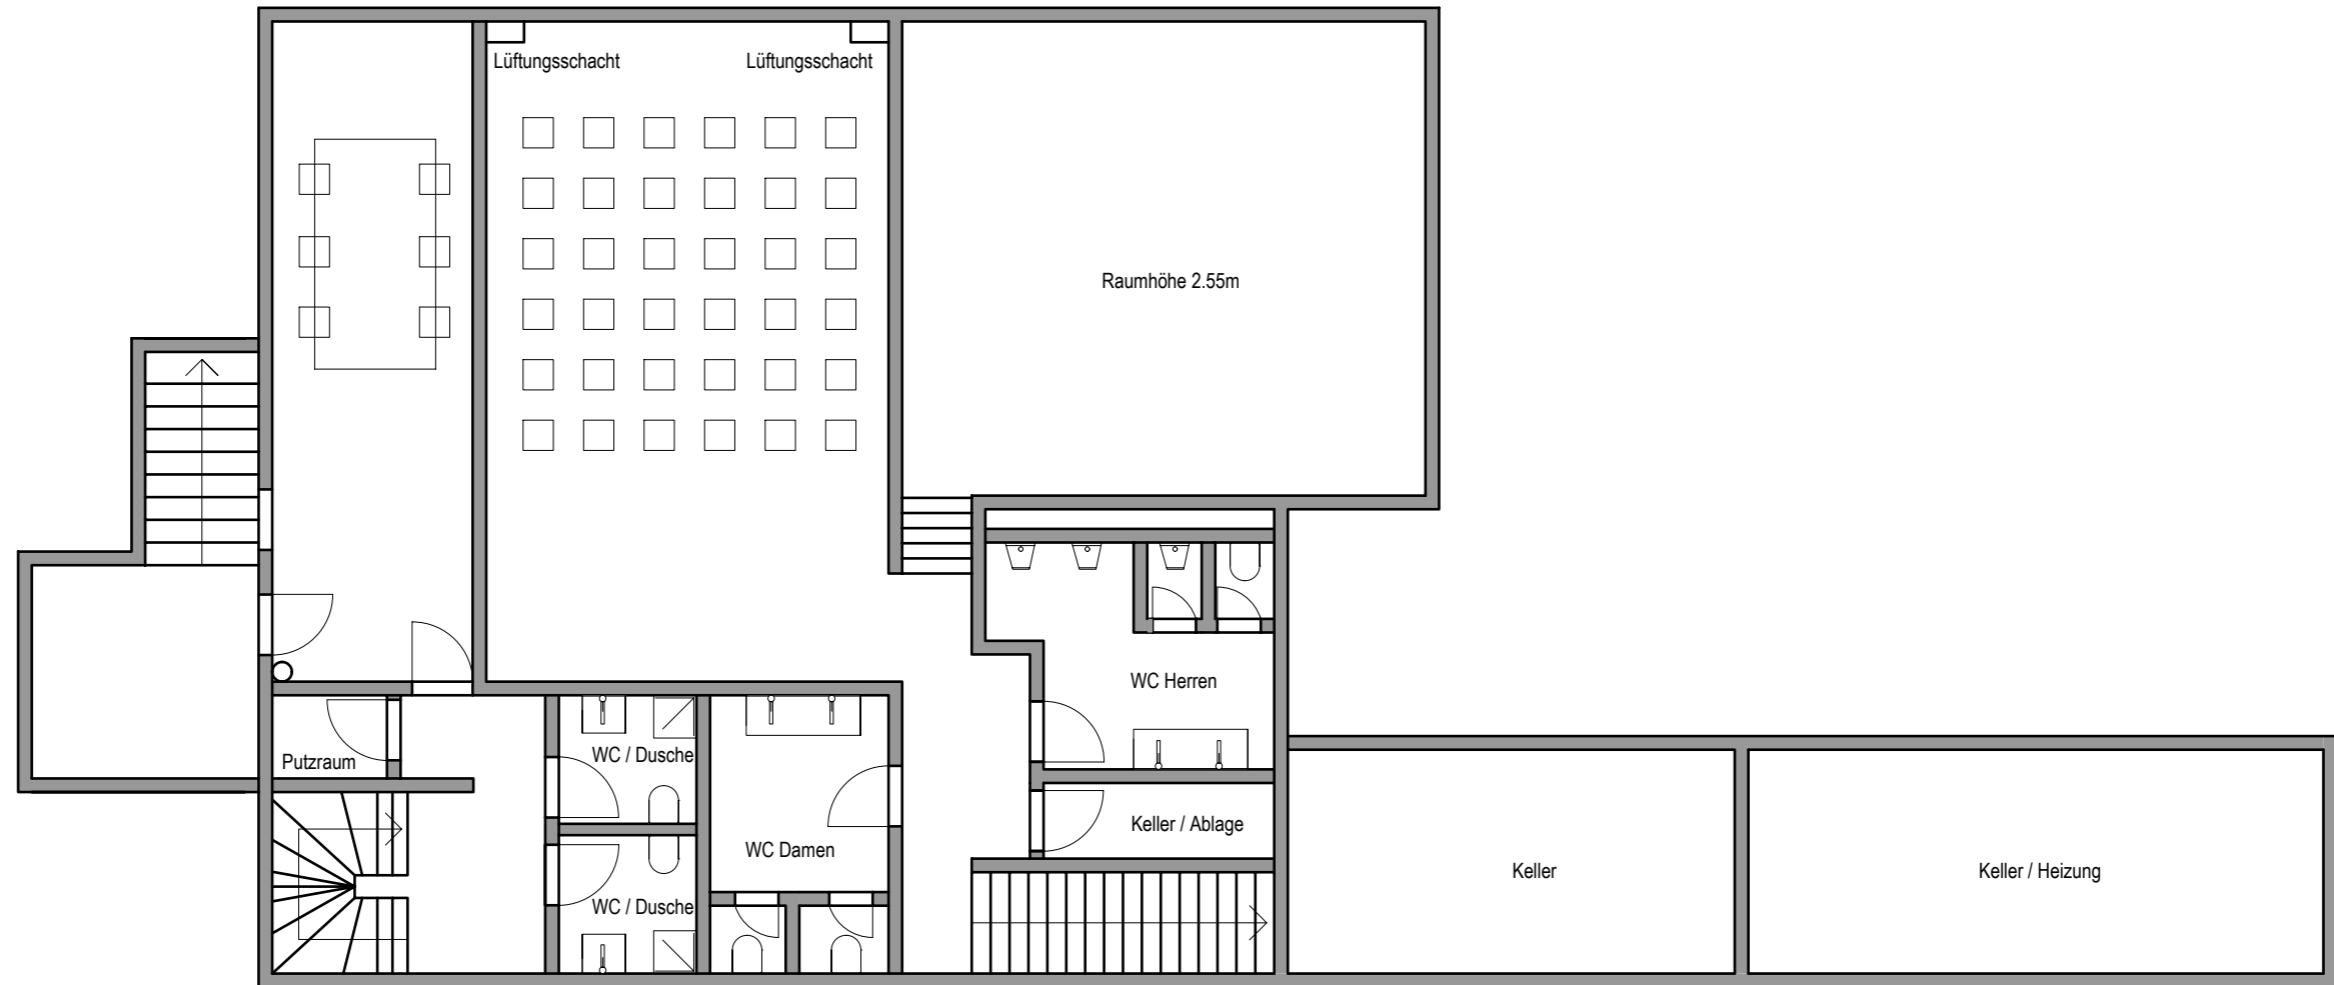 Lüftungsschacht
Lüftungsschacht
Raumhöhe 2.55m
WC Herren
Putzraum
WC / Dusche
Keller / Ablage
WC Damen
Keller
Keller / Heizung
WC / Dusche